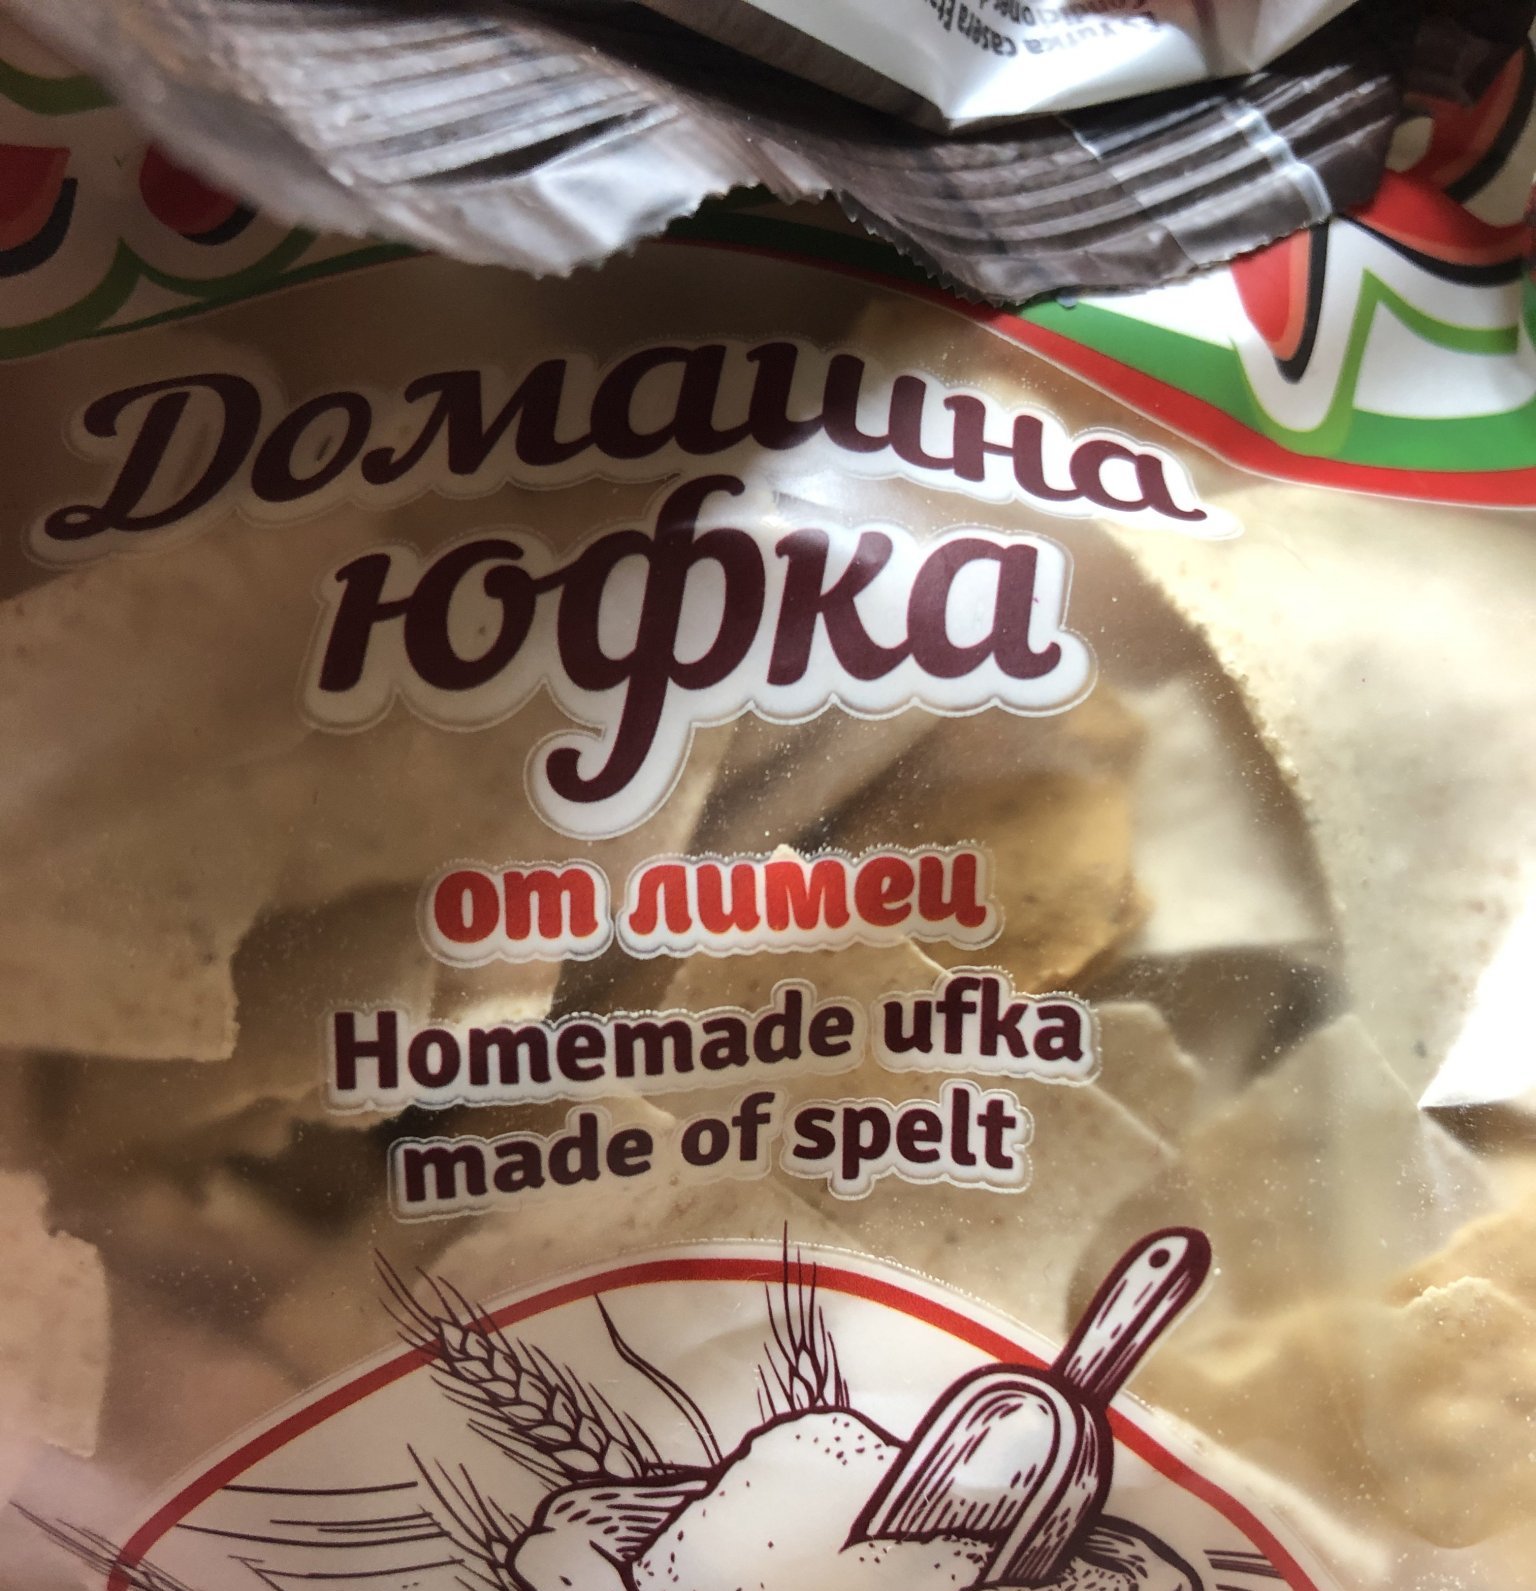 Домашна
юфка
от лимец
Homemade ufka
made of spelt